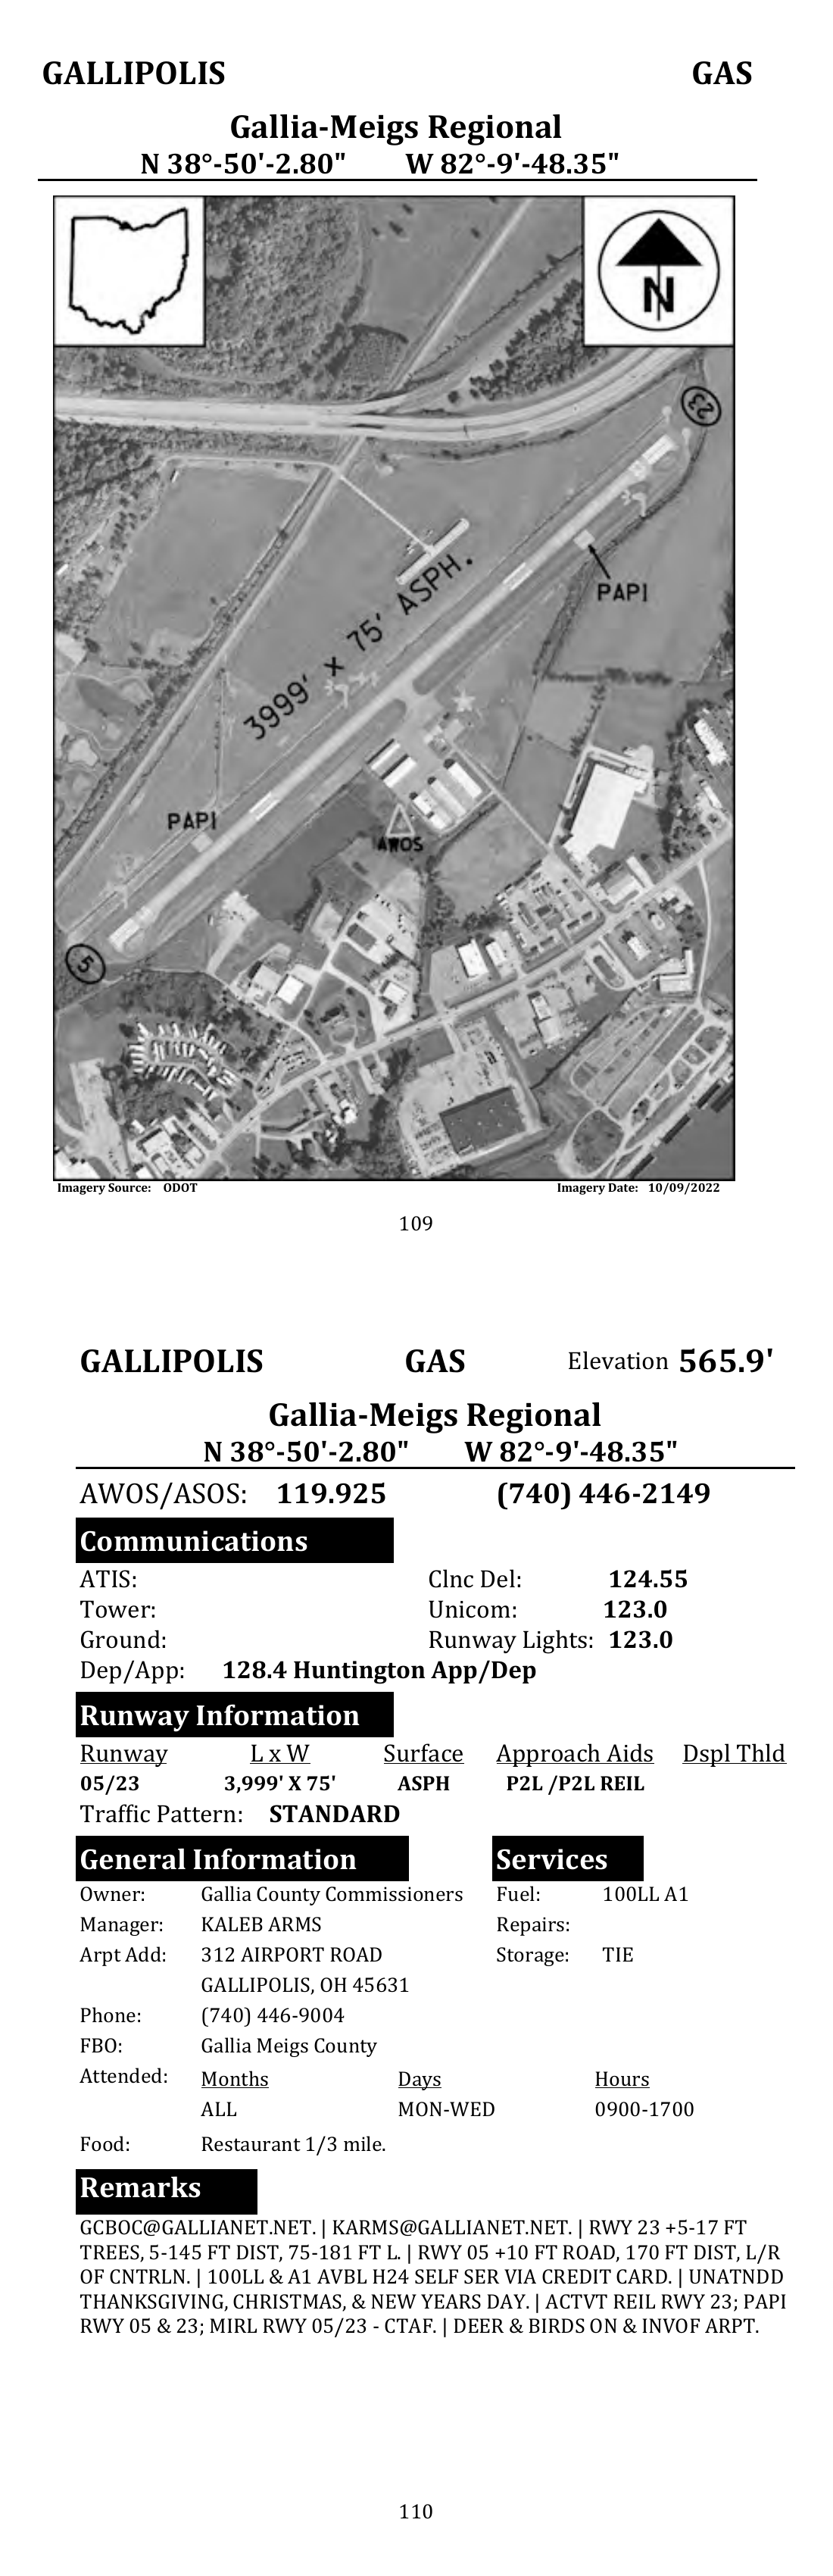 GALLIPOLIS GAS
Gallia-Meigs Regional
N 38°-50'-2.80" W 82°-9'-48.35"
N
23
3999' x 75' ASPH.
PAPI
PAPI
AWOS
5
Imagery Source: ODOT Imagery Date: 10/09/2022
109
GALLIPOLIS GAS Elevation 565.9'
Gallia-Meigs Regional
N 38°-50'-2.80" W 82°-9'-48.35"
AWOS/ASOS: 119.925 (740) 446-2149
Communications
ATIS: Clnc Del: 124.55
Tower: Unicom: 123.0
Ground: Runway Lights: 123.0
Dep/App: 128.4 Huntington App/Dep
Runway Information
Runway L x W Surface Approach Aids Dspl Thld
05/23 3,999' X 75' ASPH P2L /P2L REIL
Traffic Pattern: STANDARD
General Information Services
Owner: Gallia County Commissioners Fuel: 100LL A1
Manager: KALEB ARMS Repairs:
Arpt Add: 312 AIRPORT ROAD Storage: TIE
GALLIPOLIS, OH 45631
Phone: (740) 446-9004
FBO: Gallia Meigs County
Attended: Months Days Hours
ALL MON-WED 0900-1700
Food: Restaurant 1/3 mile.
Remarks
GCBOC@GALLIANET.NET. | KARMS@GALLIANET.NET. | RWY 23 +5-17 FT
TREES, 5-145 FT DIST, 75-181 FT L. | RWY 05 +10 FT ROAD, 170 FT DIST, L/R
OF CNTRLN. | 100LL & A1 AVBL H24 SELF SER VIA CREDIT CARD. | UNATNDD
THANKSGIVING, CHRISTMAS, & NEW YEARS DAY. | ACTVT REIL RWY 23; PAPI
RWY 05 & 23; MIRL RWY 05/23 - CTAF. | DEER & BIRDS ON & INVOF ARPT.
110